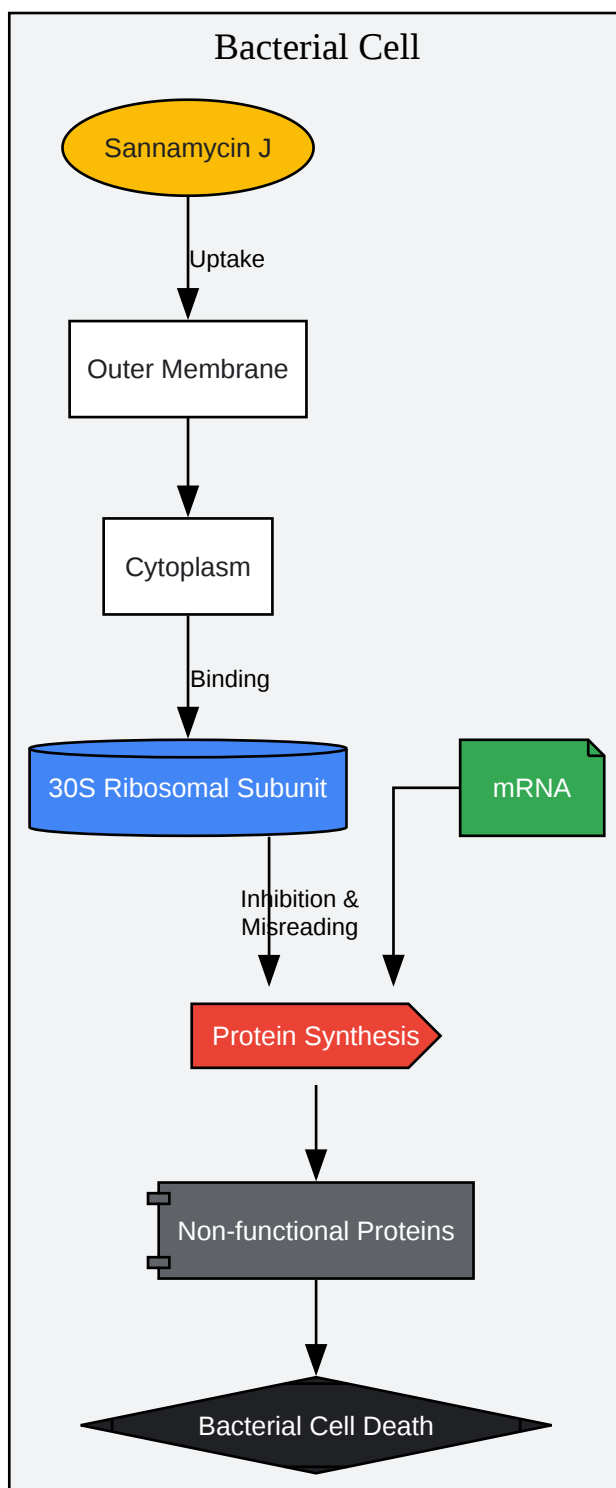 Bacterial Cell
Sannamycin J
Uptake
Outer Membrane
Cytoplasm
Binding
30S Ribosomal Subunit
mRNA
Inhibition &
Misreading
Protein Synthesis
Non-functional Proteins
Bacterial Cell Death